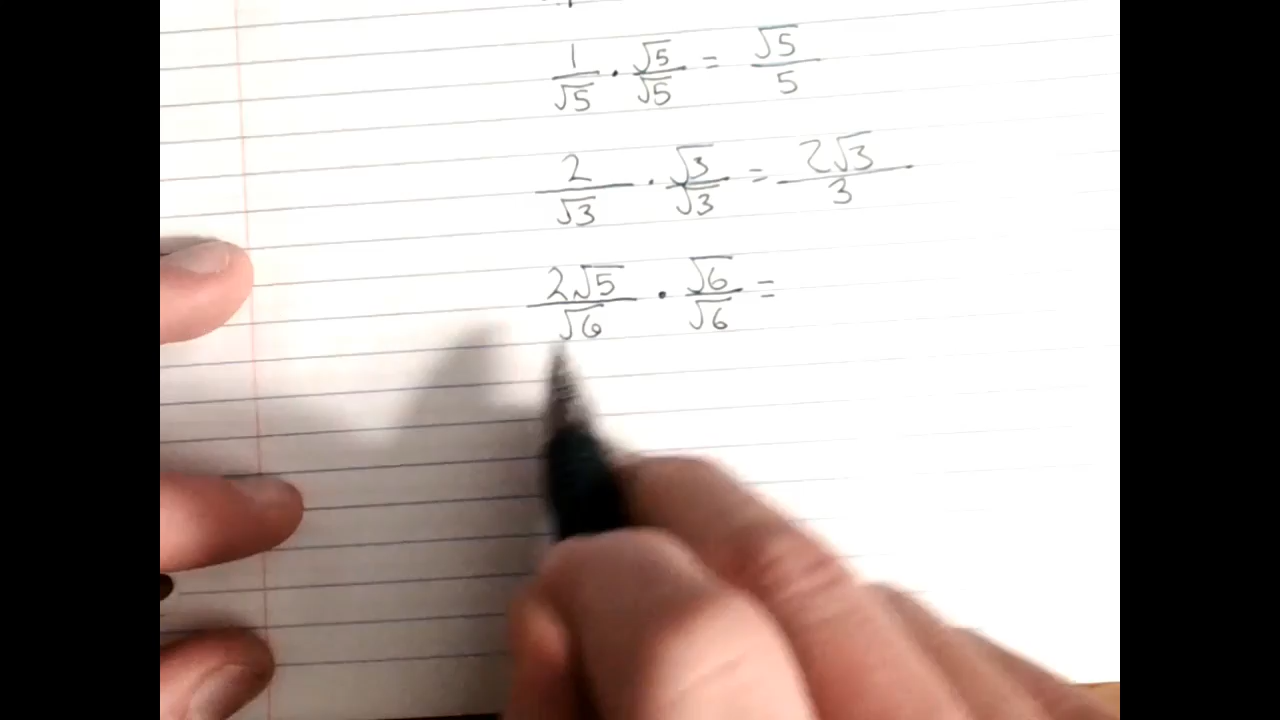 1/√5 · √5/√5 = √5/5
2/√3 · √3/√3 = 2√3/3
2√5/√6 · √6/√6 =